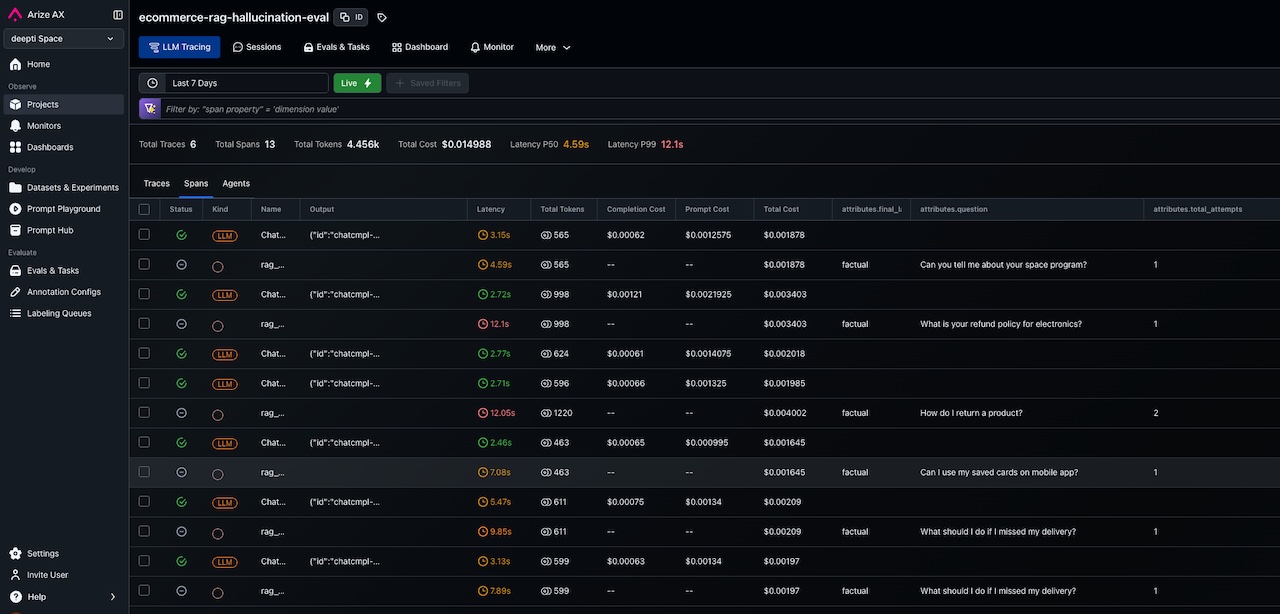 Arize AX
deepti Space
Home
Observe
Projects
Monitors
Dashboards
Develop
Datasets & Experiments
Prompt Playground
Prompt Hub
Evaluate
Evals & Tasks
Annotation Configs
Labeling Queues
Settings
Invite User
Help
ecommerce-rag-hallucination-eval ID
LLM Tracing Sessions Evals & Tasks Dashboard Monitor More
Last 7 Days Live + Saved Filters
Filter by: "span property" = 'dimension value'
Total Traces 6 Total Spans 13 Total Tokens 4.456k Total Cost $0.014988 Latency P50 4.59s Latency P99 12.1s
Traces Spans Agents
Status Kind Name Output Latency Total Tokens Completion Cost Prompt Cost Total Cost attributes.final_l attributes.question attributes.total_attempts
LLM Chat... {"id":"chatcmpl-... 3.15s 565 $0.00062 $0.0012575 $0.001878
rag_... 4.59s 565 -- -- $0.001878 factual Can you tell me about your space program? 1
LLM Chat... {"id":"chatcmpl-... 2.72s 998 $0.00121 $0.0021925 $0.003403
rag_... 12.1s 998 -- -- $0.003403 factual What is your refund policy for electronics? 1
LLM Chat... {"id":"chatcmpl-... 2.77s 624 $0.00061 $0.0014075 $0.002018
LLM Chat... {"id":"chatcmpl-... 2.71s 596 $0.00066 $0.001325 $0.001985
rag_... 12.05s 1220 -- -- $0.004002 factual How do I return a product? 2
LLM Chat... {"id":"chatcmpl-... 2.46s 463 $0.00065 $0.000995 $0.001645
rag_... 7.08s 463 -- -- $0.001645 factual Can I use my saved cards on mobile app? 1
LLM Chat... {"id":"chatcmpl-... 5.47s 611 $0.00075 $0.00134 $0.00209
rag_... 9.85s 611 -- -- $0.00209 factual What should I do if I missed my delivery? 1
LLM Chat... {"id":"chatcmpl-... 3.13s 599 $0.00063 $0.00134 $0.00197
rag_... 7.89s 599 -- -- $0.00197 factual What should I do if I missed my delivery? 1